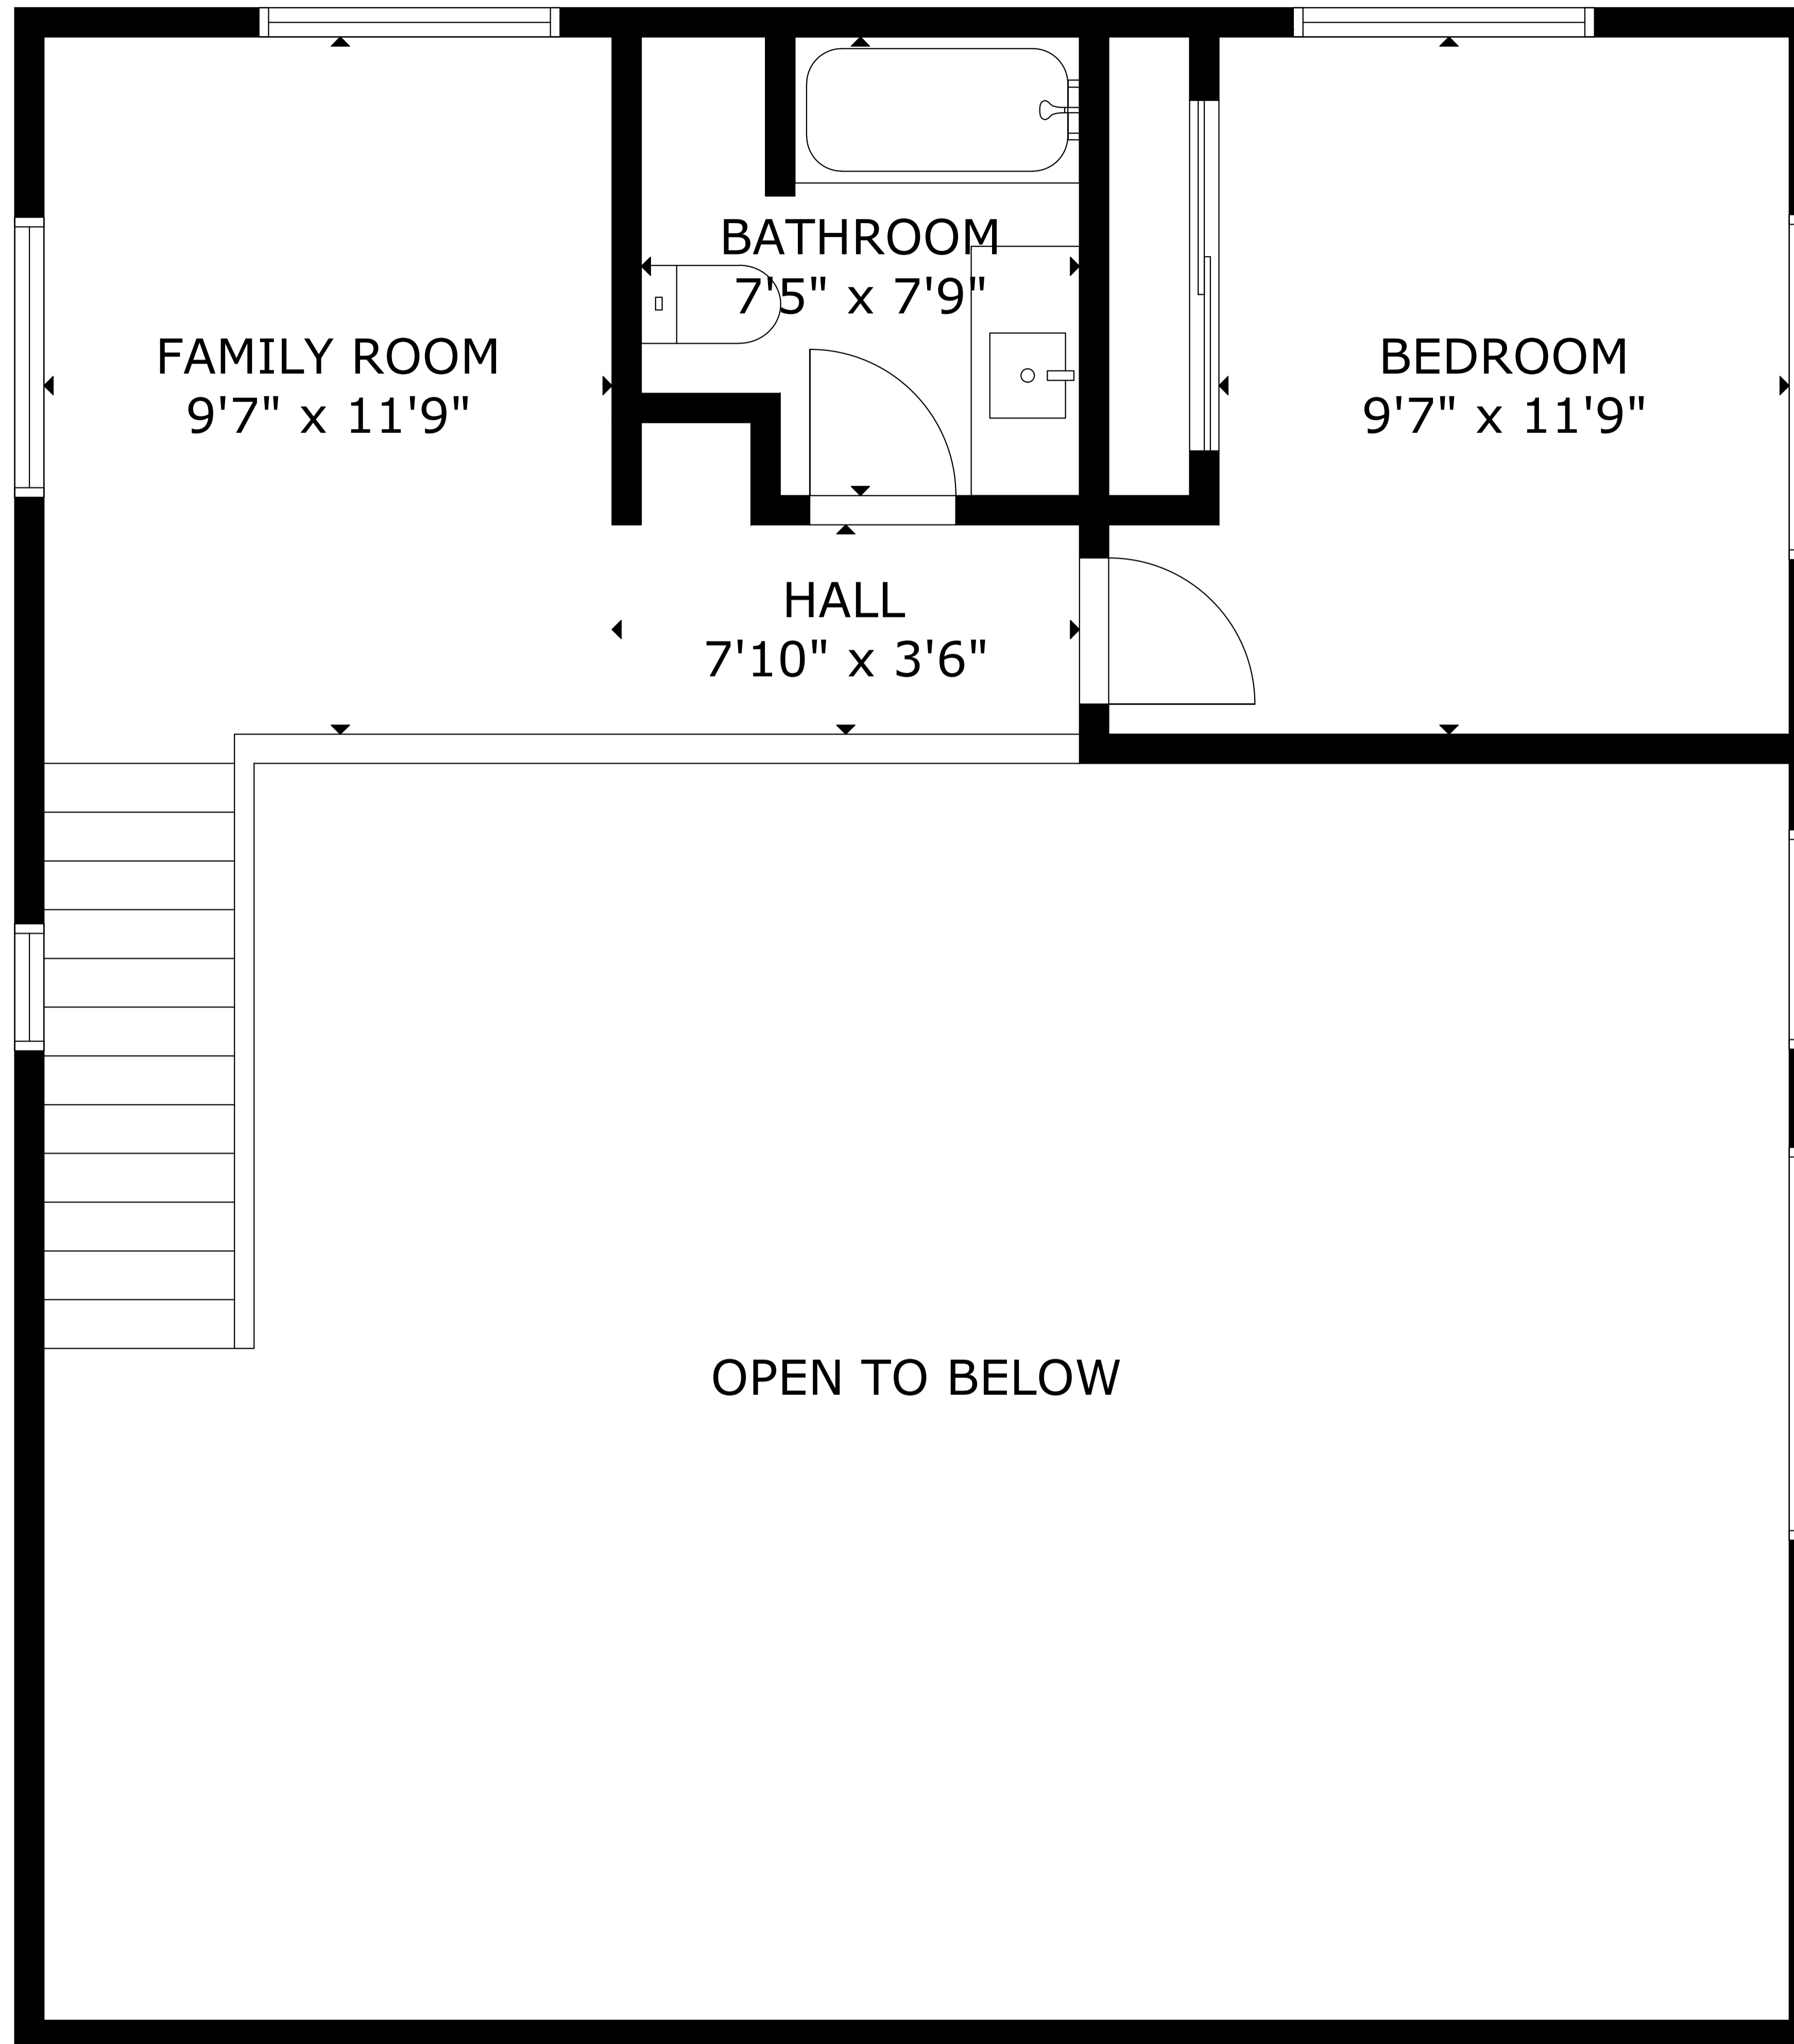 BATHROOM
7'5" x 7'9"
FAMILY ROOM
9'7" x 11'9"
BEDROOM
9'7" x 11'9"
HALL
7'10" x 3'6"
OPEN TO BELOW